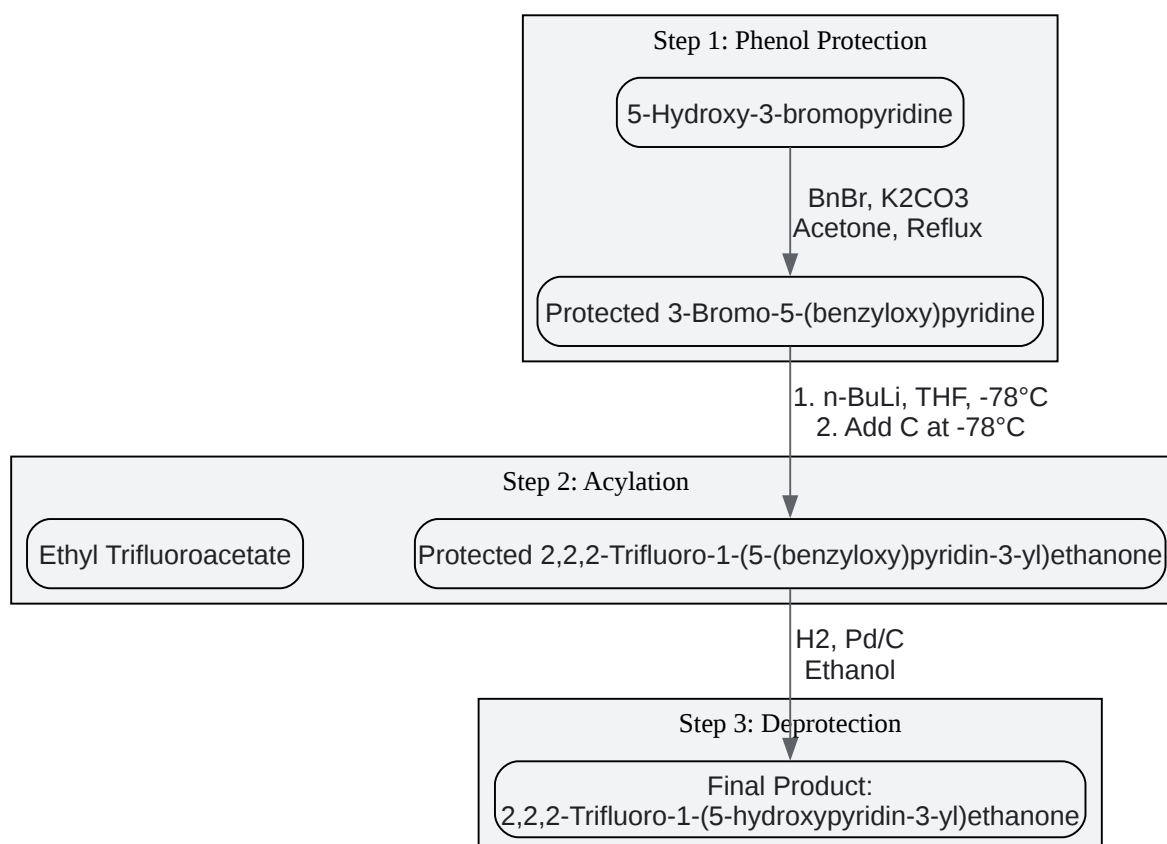 Step 1: Phenol Protection
5-Hydroxy-3-bromopyridine
BnBr, K2CO3
Acetone, Reflux
Protected 3-Bromo-5-(benzyloxy)pyridine
1. n-BuLi, THF, -78°C
2. Add C at -78°C
Step 2: Acylation
Ethyl Trifluoroacetate
Protected 2,2,2-Trifluoro-1-(5-(benzyloxy)pyridin-3-yl)ethanone
H2, Pd/C
Ethanol
Step 3: Deprotection
Final Product:
2,2,2-Trifluoro-1-(5-hydroxypyridin-3-yl)ethanone